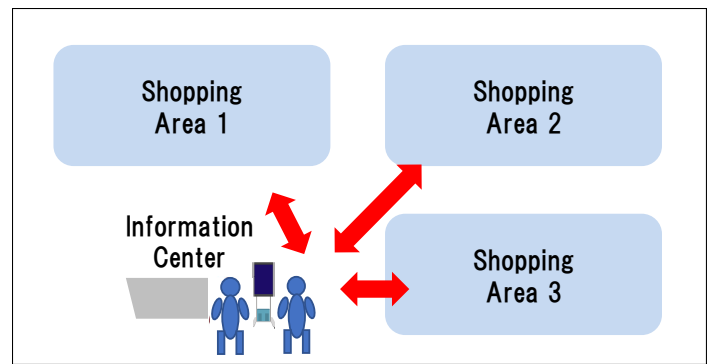 Shopping
Area 1
Shopping
Area 2
Information
Center
Shopping
Area 3